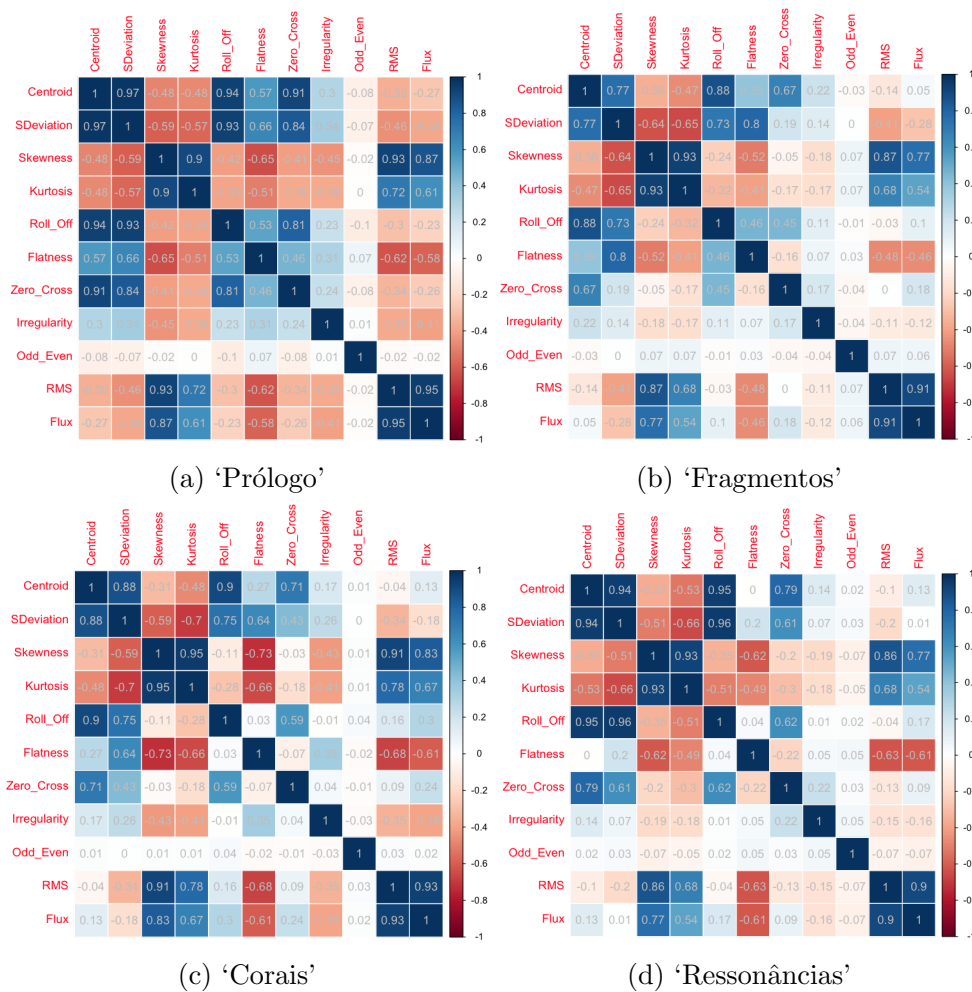 Centroid SDeviation Skewness Kurtosis Roll_Off Flatness Zero_Cross Irregularity Odd_Even RMS Flux
Centroid 1 0.97 -0.48 -0.48 0.94 0.57 0.91 0.3 -0.08 -0.27
SDeviation 0.97 1 -0.59 -0.57 0.93 0.66 0.84 -0.07 -0.46
Skewness -0.48 -0.59 1 0.9 -0.65 -0.41 -0.45 -0.02 0.93 0.87
Kurtosis -0.48 -0.57 0.9 1 -0.51 0 0.72 0.61
Roll_Off 0.94 0.93 1 0.53 0.81 0.23 -0.1 -0.3 -0.23
Flatness 0.57 0.66 -0.65 -0.51 0.53 1 0.46 0.31 0.07 -0.62 -0.58
Zero_Cross 0.91 0.84 -0.41 0.81 0.46 1 0.24 -0.08 -0.34 -0.26
Irregularity 0.3 -0.45 0.23 0.31 0.24 1 0.01
Odd_Even -0.08 -0.07 -0.02 0 -0.1 0.07 -0.08 0.01 1 -0.02 -0.02
RMS -0.46 0.93 0.72 -0.3 -0.62 -0.34 -0.02 1 0.95
Flux -0.27 0.87 0.61 -0.23 -0.58 -0.26 -0.02 0.95 1
1
0.8
0.6
0.4
0.2
0
-0.2
-0.4
-0.6
-0.8
-1
(a) ‘Prólogo’
Centroid SDeviation Skewness Kurtosis Roll_Off Flatness Zero_Cross Irregularity Odd_Even RMS Flux
Centroid 1 0.77 -0.47 0.88 0.67 0.22 -0.03 -0.14 0.05
SDeviation 0.77 1 -0.64 -0.65 0.73 0.8 0.19 0.14 0 -0.28
Skewness -0.64 1 0.93 -0.24 -0.52 -0.05 -0.18 0.07 0.87 0.77
Kurtosis -0.47 -0.65 0.93 1 -0.17 -0.17 0.07 0.68 0.54
Roll_Off 0.88 0.73 -0.24 -0.32 1 0.46 0.45 0.11 -0.01 -0.03 0.1
Flatness 0.8 -0.52 -0.41 0.46 1 -0.16 0.07 0.03 -0.48 -0.46
Zero_Cross 0.67 0.19 -0.05 -0.17 0.45 -0.16 1 0.17 -0.04 0 0.18
Irregularity 0.22 0.14 -0.18 -0.17 0.11 0.07 0.17 1 -0.04 -0.11 -0.12
Odd_Even -0.03 0 0.07 0.07 -0.01 0.03 -0.04 -0.04 1 0.07 0.06
RMS -0.14 0.87 0.68 -0.03 -0.48 0 -0.11 0.07 1 0.91
Flux 0.05 -0.28 0.77 0.54 0.1 -0.46 0.18 -0.12 0.06 0.91 1
(b) ‘Fragmentos’
Centroid SDeviation Skewness Kurtosis Roll_Off Flatness Zero_Cross Irregularity Odd_Even RMS Flux
Centroid 1 0.88 -0.31 -0.48 0.9 0.27 0.71 0.17 0.01 -0.04 0.13
SDeviation 0.88 1 -0.59 -0.7 0.75 0.64 0.43 0.26 0 -0.34 -0.18
Skewness -0.31 -0.59 1 0.95 -0.11 -0.73 -0.03 0.01 0.91 0.83
Kurtosis -0.48 -0.7 0.95 1 -0.28 -0.66 -0.18 0.01 0.78 0.67
Roll_Off 0.9 0.75 -0.11 -0.28 1 0.03 0.59 -0.01 0.04 0.16 0.3
Flatness 0.27 0.64 -0.73 -0.66 0.03 1 -0.07 -0.02 -0.68 -0.61
Zero_Cross 0.71 0.43 -0.03 -0.18 0.59 -0.07 1 0.04 -0.01 0.09 0.24
Irregularity 0.17 0.26 -0.01 0.04 1 -0.03
Odd_Even 0.01 0 0.01 0.01 0.04 -0.02 -0.01 -0.03 1 0.03 0.02
RMS -0.04 -0.34 0.91 0.78 0.16 -0.68 0.09 0.03 1 0.93
Flux 0.13 -0.18 0.83 0.67 0.3 -0.61 0.24 0.02 0.93 1
1
0.8
0.6
0.4
0.2
0
-0.2
-0.4
-0.6
-0.8
-1
(c) ‘Corais’
Centroid SDeviation Skewness Kurtosis Roll_Off Flatness Zero_Cross Irregularity Odd_Even RMS Flux
Centroid 1 0.94 -0.53 0.95 0 0.79 0.14 0.02 -0.1 0.13
SDeviation 0.94 1 -0.51 -0.66 0.96 0.2 0.61 0.07 0.03 -0.2 0.01
Skewness -0.51 1 0.93 -0.62 -0.2 -0.19 -0.07 0.86 0.77
Kurtosis -0.53 -0.66 0.93 1 -0.51 -0.49 -0.3 -0.18 -0.05 0.68 0.54
Roll_Off 0.95 0.96 -0.51 1 0.04 0.62 0.01 0.02 -0.04 0.17
Flatness 0 0.2 -0.62 -0.49 0.04 1 -0.22 0.05 0.05 -0.63 -0.61
Zero_Cross 0.79 0.61 -0.2 -0.3 0.62 -0.22 1 0.22 0.03 -0.13 0.09
Irregularity 0.14 0.07 -0.19 -0.18 0.01 0.05 0.22 1 0.05 -0.15 -0.16
Odd_Even 0.02 0.03 -0.07 -0.05 0.02 0.05 0.03 0.05 1 -0.07 -0.07
RMS -0.1 -0.2 0.86 0.68 -0.04 -0.63 -0.13 -0.15 -0.07 1 0.9
Flux 0.13 0.01 0.77 0.54 0.17 -0.61 0.09 -0.16 -0.07 0.9 1
(d) ‘Ressonâncias’